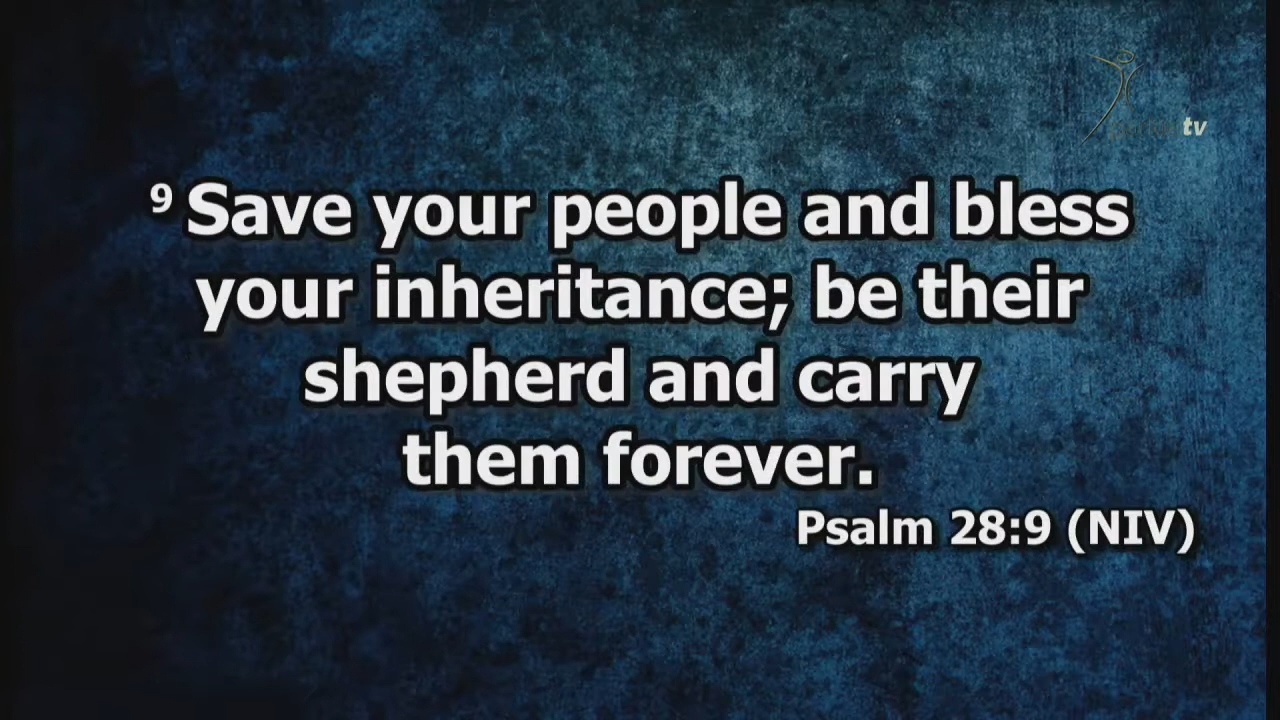 tv
⁹ Save your people and bless
your inheritance; be their
shepherd and carry
them forever.
Psalm 28:9 (NIV)